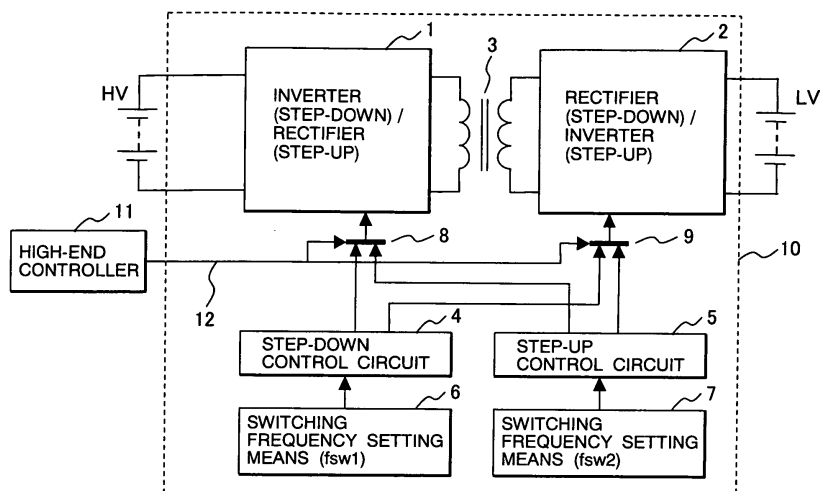 1
2
3
HV
INVERTER
(STEP-DOWN) /
RECTIFIER
(STEP-UP)
RECTIFIER
(STEP-DOWN) /
INVERTER
(STEP-UP)
LV
11
8
9
10
HIGH-END
CONTROLLER
12
4
5
STEP-DOWN
CONTROL CIRCUIT
STEP-UP
CONTROL CIRCUIT
6
7
SWITCHING
FREQUENCY SETTING
MEANS (fsw1)
SWITCHING
FREQUENCY SETTING
MEANS (fsw2)